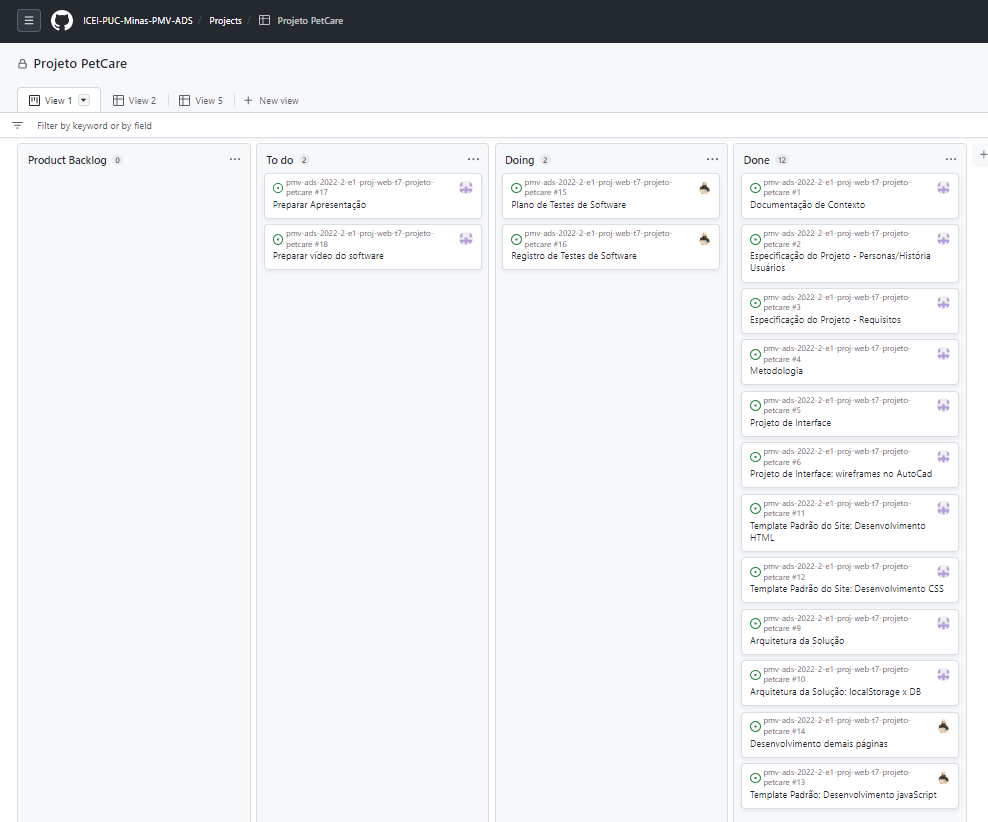 ICEI-PUC-Minas-PMV-ADS / Projects / Projeto PetCare
Projeto PetCare
View 1
View 2
View 5
New view
Filter by keyword or by field
Product Backlog 0
To do 2
pmv-ads-2022-2-e1-proj-web-t7-projeto-
petcare #17
Preparar Apresentação
pmv-ads-2022-2-e1-proj-web-t7-projeto-
petcare #18
Preparar vídeo do software
Doing 2
pmv-ads-2022-2-e1-proj-web-t7-projeto-
petcare #15
Plano de Testes de Software
pmv-ads-2022-2-e1-proj-web-t7-projeto-
petcare #16
Registro de Testes de Software
Done 12
pmv-ads-2022-2-e1-proj-web-t7-projeto-
petcare #1
Documentação de Contexto
pmv-ads-2022-2-e1-proj-web-t7-projeto-
petcare #2
Especificação do Projeto - Personas/História
Usuários
pmv-ads-2022-2-e1-proj-web-t7-projeto-
petcare #3
Especificação do Projeto - Requisitos
pmv-ads-2022-2-e1-proj-web-t7-projeto-
petcare #4
Metodologia
pmv-ads-2022-2-e1-proj-web-t7-projeto-
petcare #5
Projeto de Interface
pmv-ads-2022-2-e1-proj-web-t7-projeto-
petcare #6
Projeto de Interface: wireframes no AutoCad
pmv-ads-2022-2-e1-proj-web-t7-projeto-
petcare #11
Template Padrão do Site: Desenvolvimento
HTML
pmv-ads-2022-2-e1-proj-web-t7-projeto-
petcare #12
Template Padrão do Site: Desenvolvimento CSS
pmv-ads-2022-2-e1-proj-web-t7-projeto-
petcare #9
Arquitetura da Solução
pmv-ads-2022-2-e1-proj-web-t7-projeto-
petcare #10
Arquitetura da Solução: localStorage x DB
pmv-ads-2022-2-e1-proj-web-t7-projeto-
petcare #14
Desenvolvimento demais páginas
pmv-ads-2022-2-e1-proj-web-t7-projeto-
petcare #13
Template Padrão: Desenvolvimento javaScript